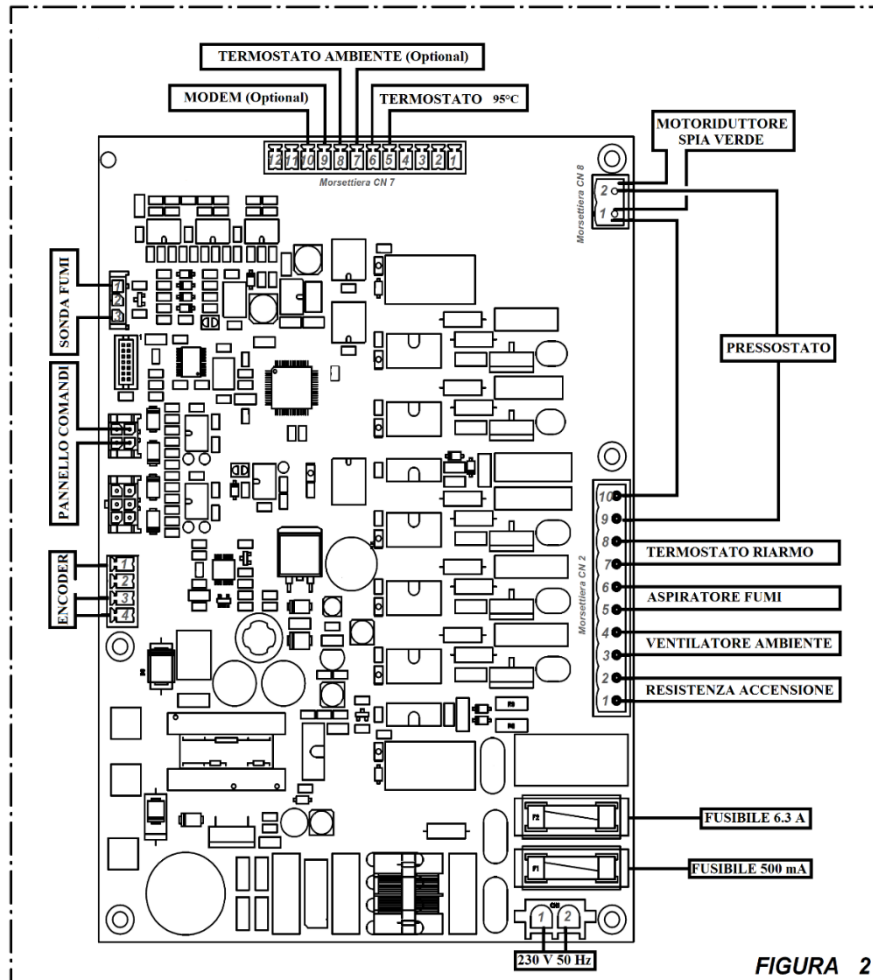 TERMOSTATO AMBIENTE (Optional)
MODEM (Optional)
TERMOSTATO 95°C
MOTORIDUTTORE
SPIA VERDE
12 11 10 9 8 7 6 5 4 3 2 1
Morsettiera CN 7
Morsettiera CN 8
2
1
SONDA FUMI
1
2
3
PRESSOSTATO
PANNELLO COMANDI
ENCODER
1
2
3
4
Morsettiera CN 2
10
9
8
7
6
5
4
3
2
1
TERMOSTATO RIARMO
ASPIRATORE FUMI
VENTILATORE AMBIENTE
RESISTENZA ACCENSIONE
F2
FUSIBILE 6.3 A
F1
FUSIBILE 500 mA
CN1
1 2
230 V 50 Hz
FIGURA 2